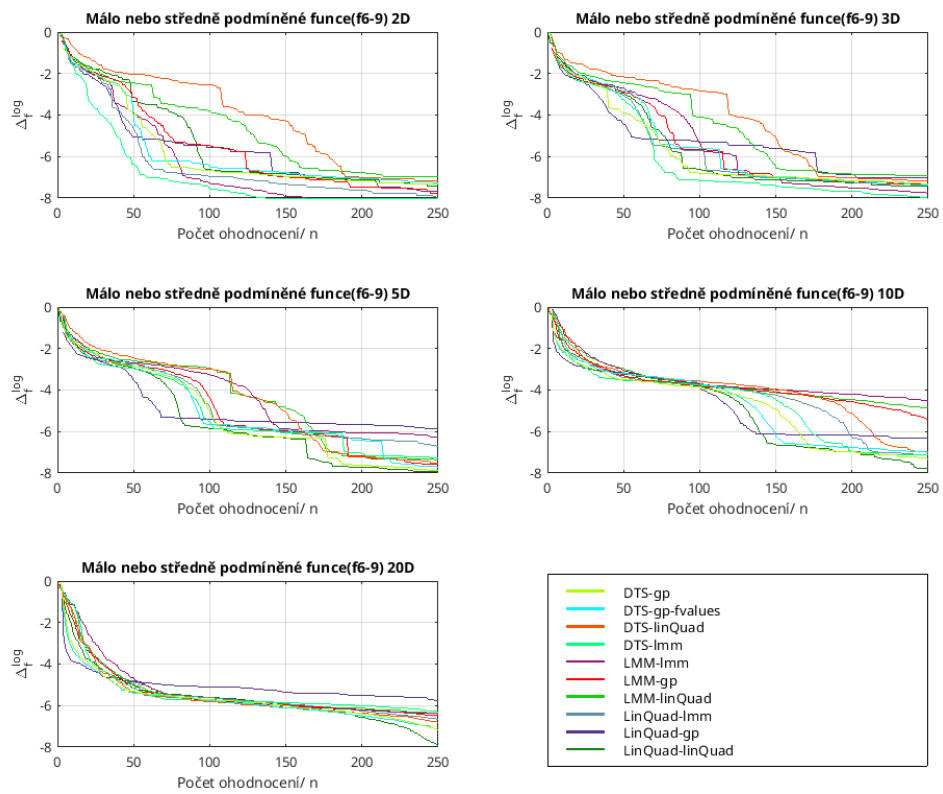 Málo nebo středně podmíněné funce(f6-9) 2D
0
-2
-4
-6
-8
Δ_f^log
0 50 100 150 200 250
Počet ohodnocení/ n
Málo nebo středně podmíněné funce(f6-9) 3D
0
-2
-4
-6
-8
Δ_f^log
0 50 100 150 200 250
Počet ohodnocení/ n
Málo nebo středně podmíněné funce(f6-9) 5D
0
-2
-4
-6
-8
Δ_f^log
0 50 100 150 200 250
Počet ohodnocení/ n
Málo nebo středně podmíněné funce(f6-9) 10D
0
-2
-4
-6
-8
Δ_f^log
0 50 100 150 200 250
Počet ohodnocení/ n
Málo nebo středně podmíněné funce(f6-9) 20D
0
-2
-4
-6
-8
Δ_f^log
0 50 100 150 200 250
Počet ohodnocení/ n
DTS-gp
DTS-gp-fvalues
DTS-linQuad
DTS-lmm
LMM-lmm
LMM-gp
LMM-linQuad
LinQuad-lmm
LinQuad-gp
LinQuad-linQuad